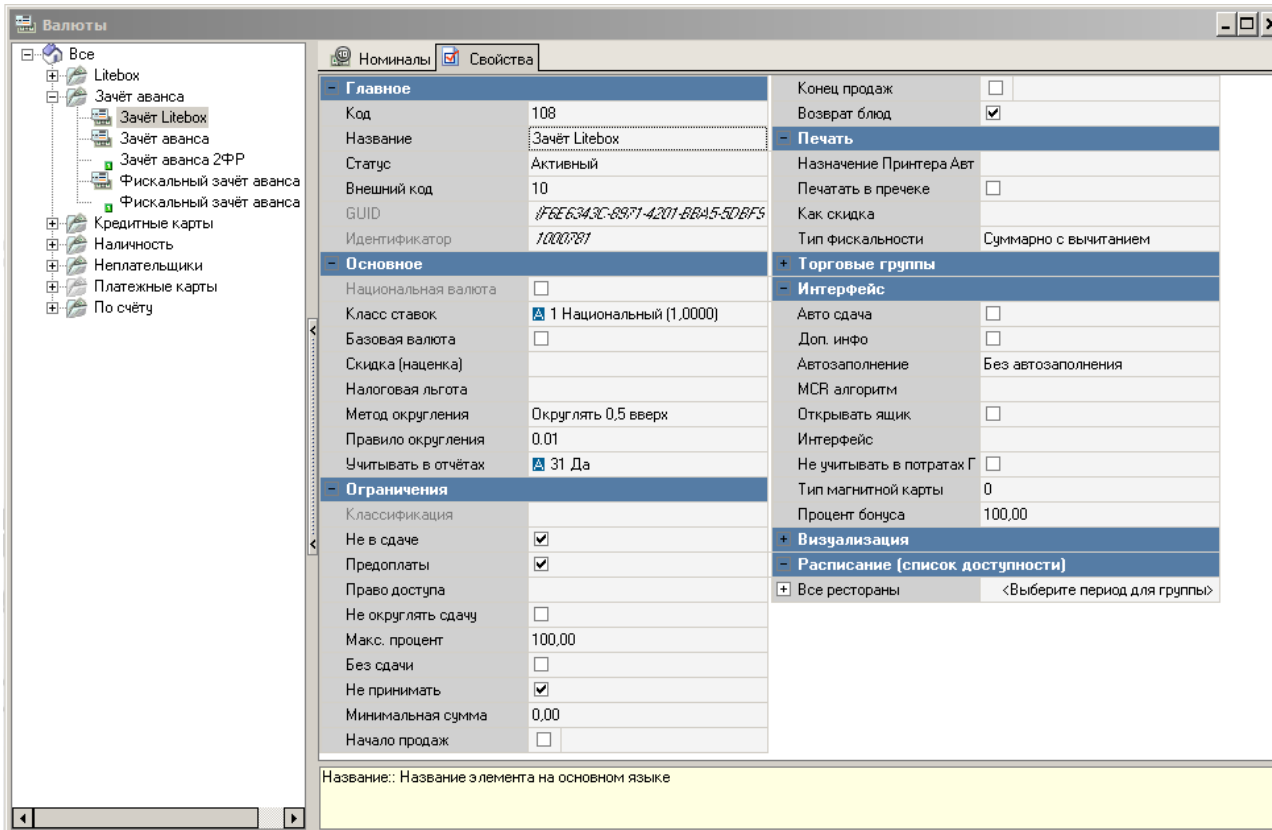 Валюты
Все
Litebox
Зачёт аванса
Зачёт Litebox
Зачёт аванса
Зачёт аванса 2ФР
Фискальный зачёт аванса
Фискальный зачёт аванса
Кредитные карты
Наличность
Неплательщики
Платежные карты
По счёту
Номиналы Свойства
Главное
Код 108
Название Зачёт Litebox
Статус Активный
Внешний код 10
GUID {F6E6343C-8971-4201-BBA5-5DBF9
Идентификатор 1000781
Основное
Национальная валюта
Класс ставок 1 Национальный (1,0000)
Базовая валюта
Скидка (наценка)
Налоговая льгота
Метод округления Округлять 0,5 вверх
Правило округления 0.01
Учитывать в отчётах 31 Да
Ограничения
Классификация
Не в сдаче
Предоплаты
Право доступа
Не округлять сдачу
Макс. процент 100,00
Без сдачи
Не принимать
Минимальная сумма 0,00
Начало продаж
Конец продаж
Возврат блюд
Печать
Назначение Принтера Авт
Печатать в пречеке
Как скидка
Тип фискальности Суммарно с вычитанием
Торговые группы
Интерфейс
Авто сдача
Доп. инфо
Автозаполнение Без автозаполнения
MCR алгоритм
Открывать ящик
Интерфейс
Не учитывать в потратах Г
Тип магнитной карты 0
Процент бонуса 100,00
Визуализация
Расписание (список доступности)
Все рестораны <Выберите период для группы>
Название:: Название элемента на основном языке